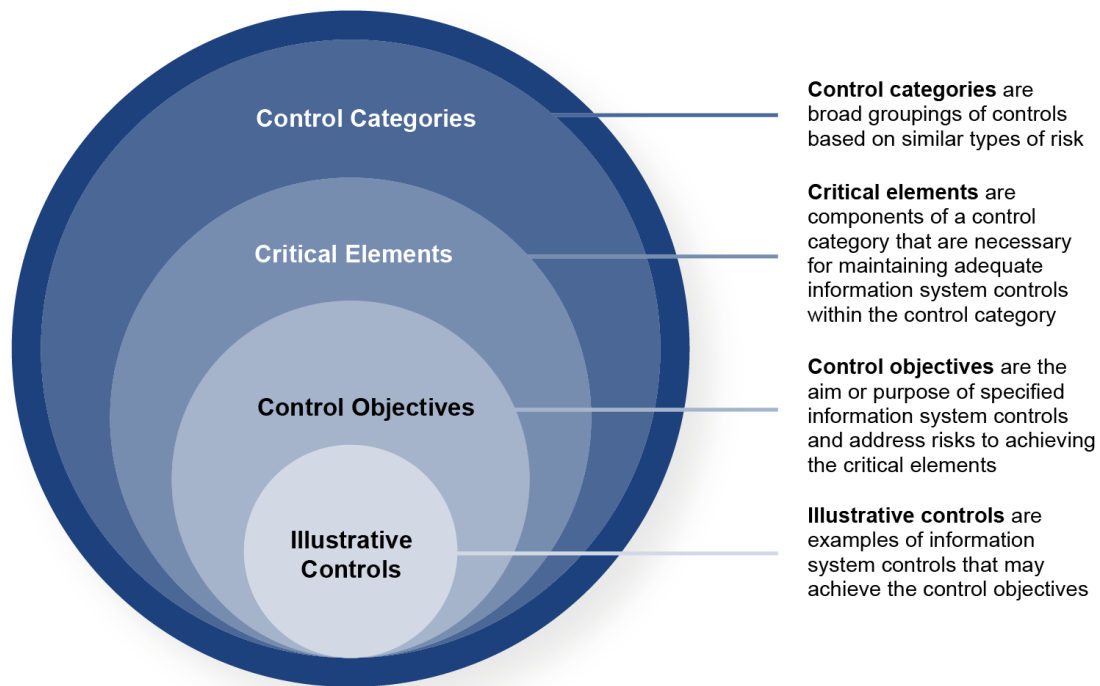 Control Categories
Control categories are
broad groupings of controls
based on similar types of risk
Critical Elements
Critical elements are
components of a control
category that are necessary
for maintaining adequate
information system controls
within the control category
Control Objectives
Control objectives are the
aim or purpose of specified
information system controls
and address risks to achieving
the critical elements
Illustrative
Controls
Illustrative controls are
examples of information
system controls that may
achieve the control objectives